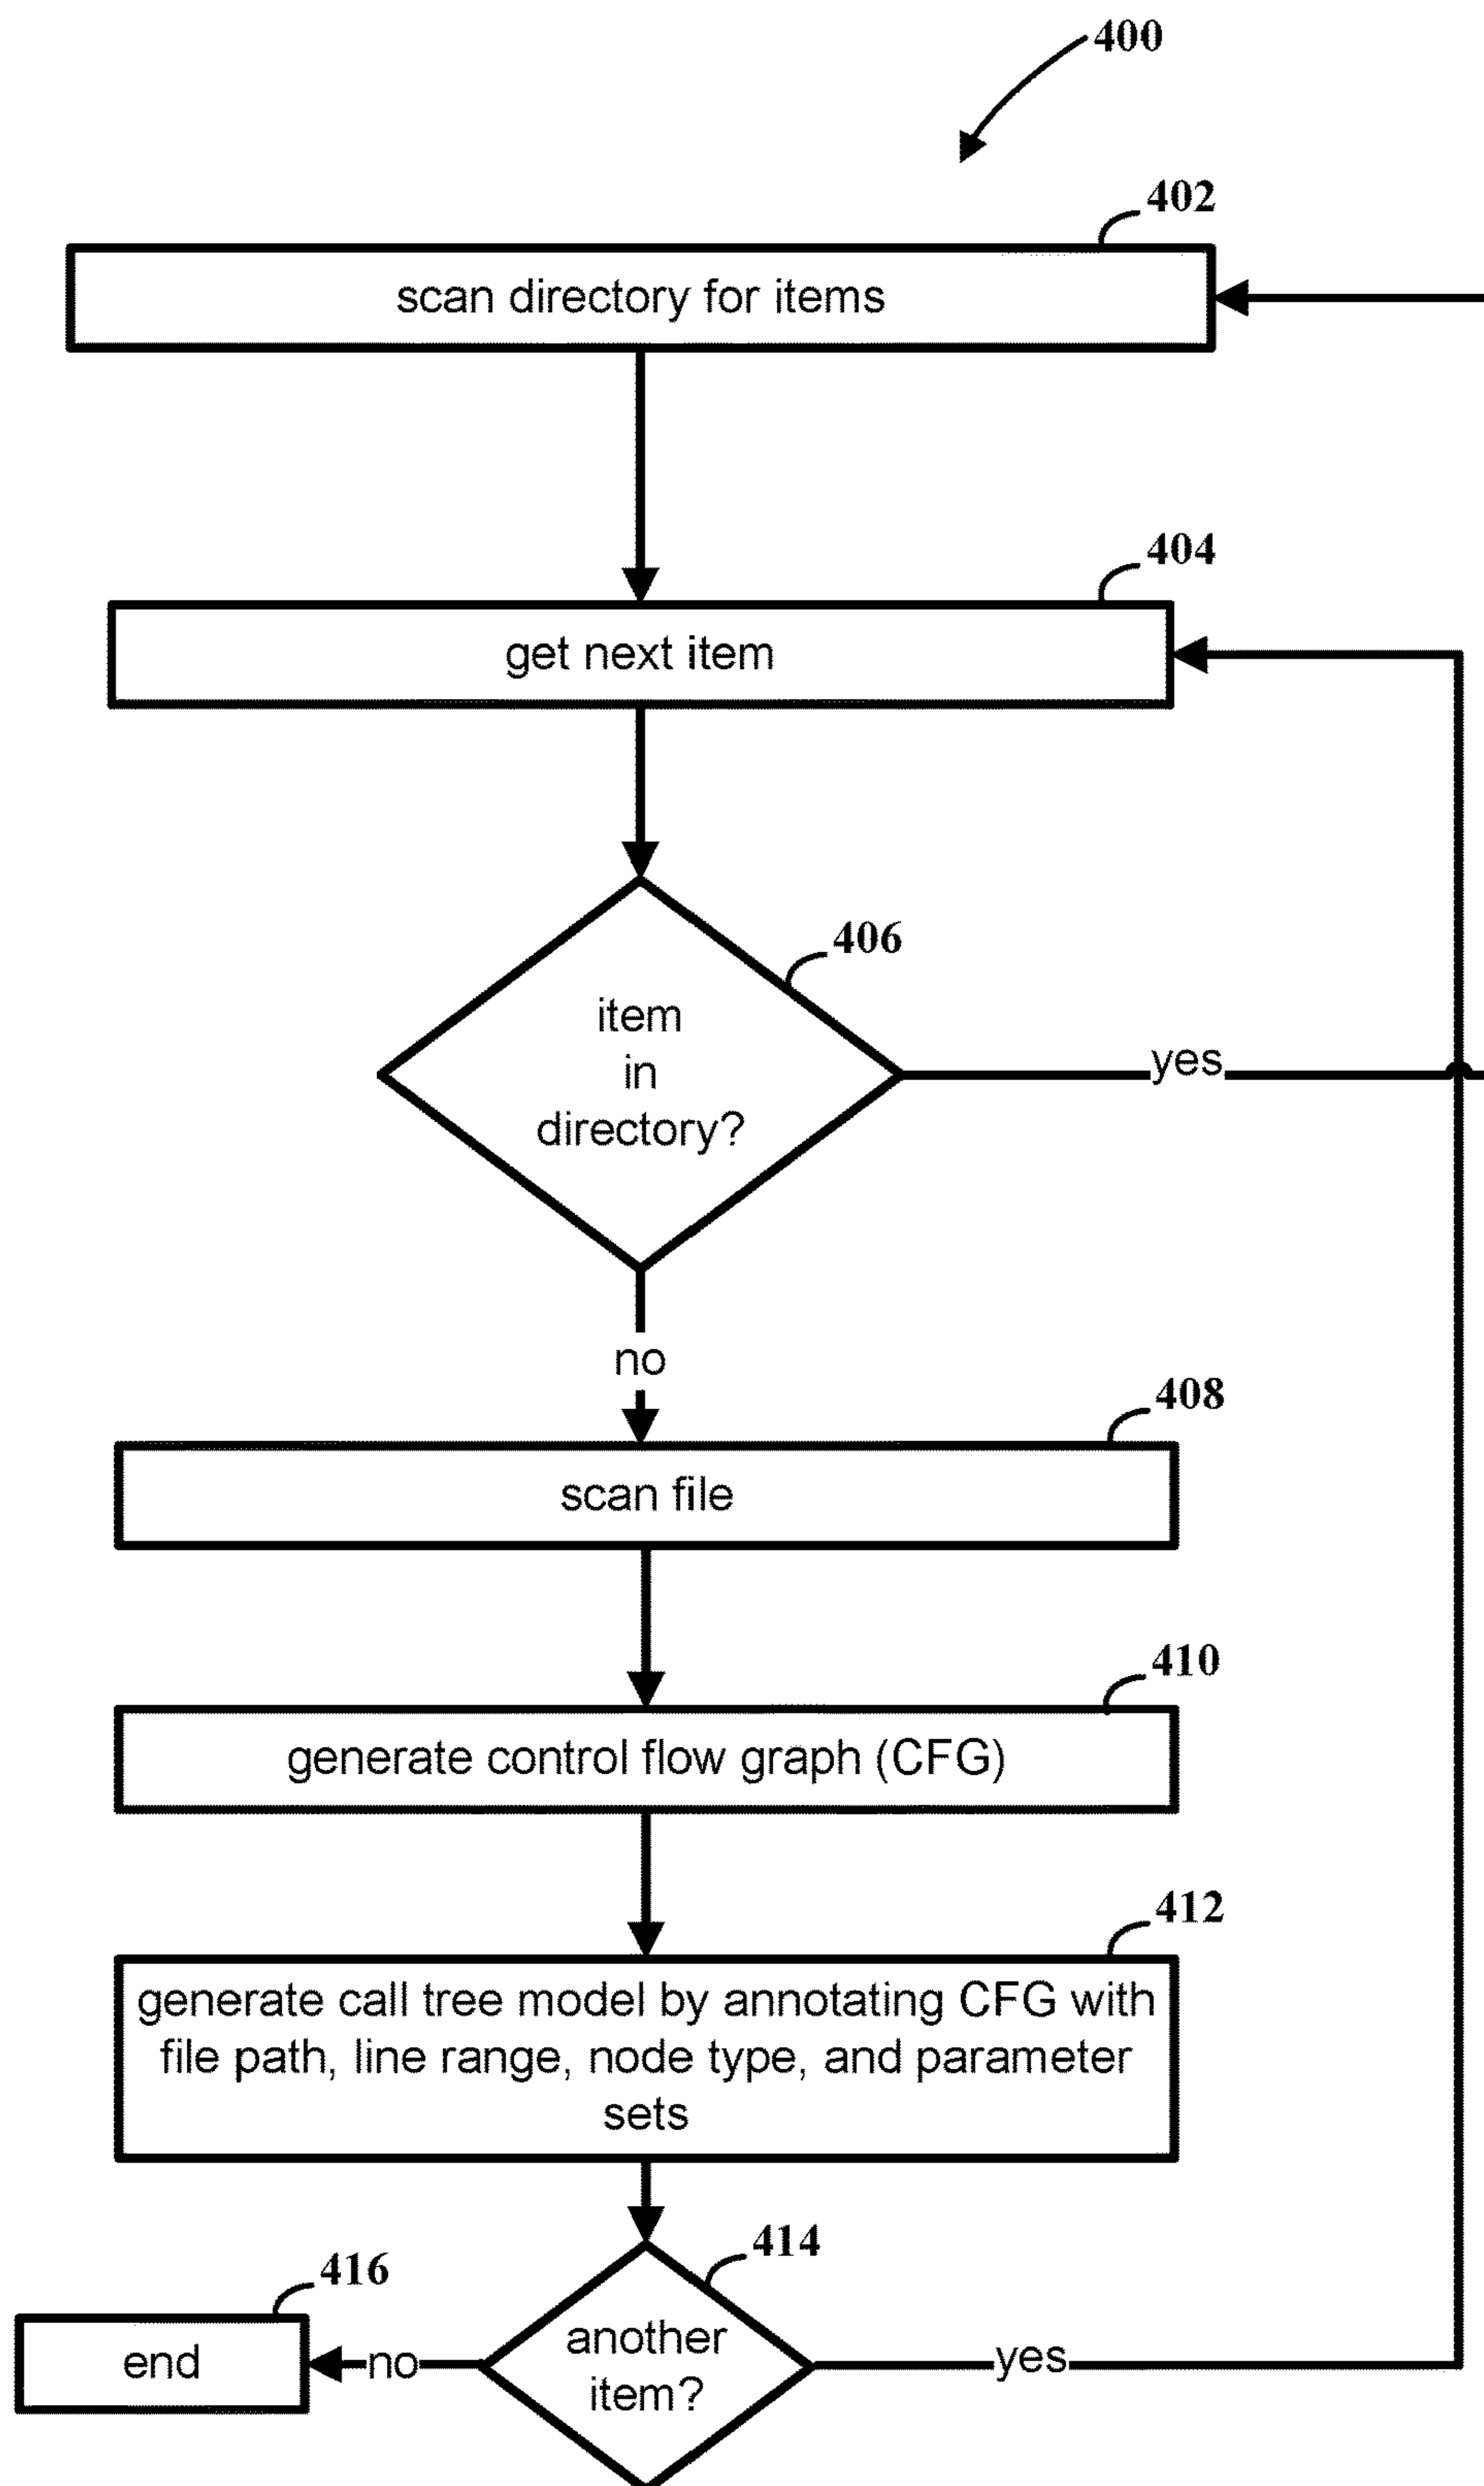 400
402
scan directory for items
404
get next item
406
item
in
directory?
yes
no
408
scan file
410
generate control flow graph (CFG)
412
generate call tree model by annotating CFG with
file path, line range, node type, and parameter
sets
414
416
another
item?
end
no
yes